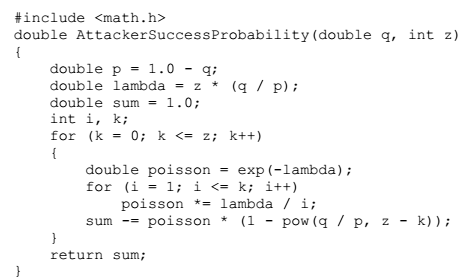 #include <math.h>
double AttackerSuccessProbability(double q, int z)
{
    double p = 1.0 - q;
    double lambda = z * (q / p);
    double sum = 1.0;
    int i, k;
    for (k = 0; k <= z; k++)
    {
        double poisson = exp(-lambda);
        for (i = 1; i <= k; i++)
            poisson *= lambda / i;
        sum -= poisson * (1 - pow(q / p, z - k));
    }
    return sum;
}